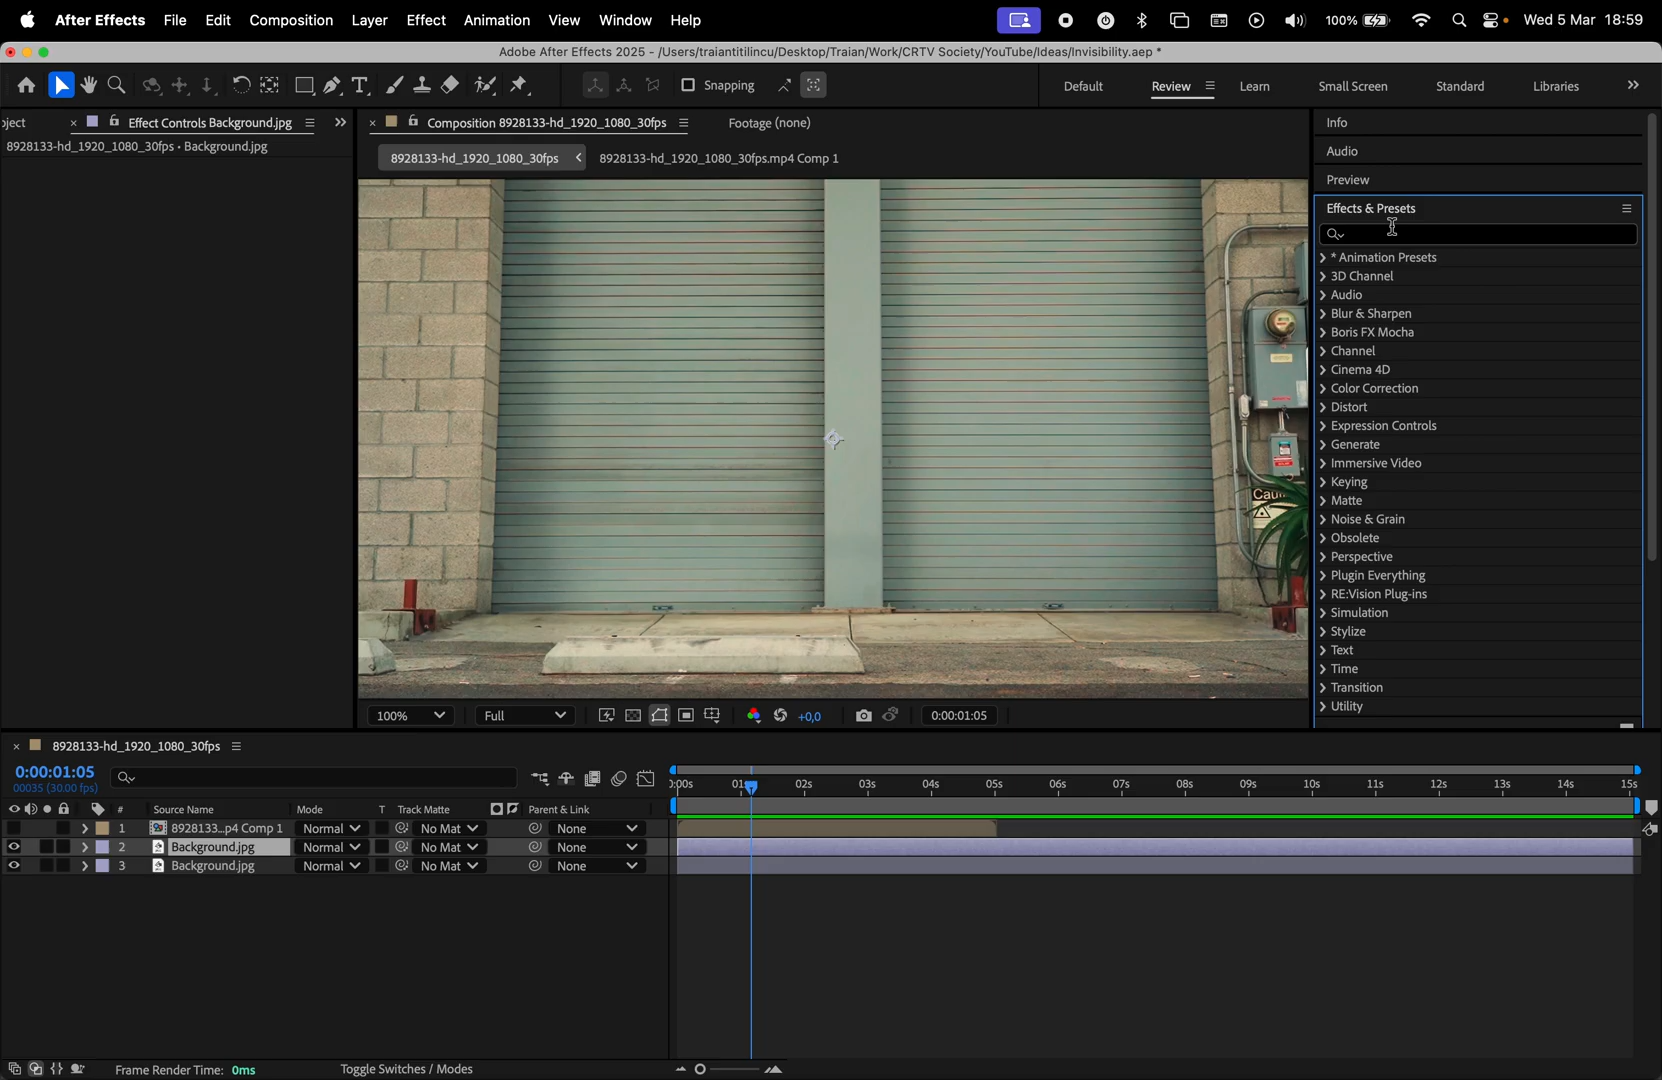 After Effects File Edit Composition Layer Effect Animation View Window Help 100% Wed 5 Mar 18:59
Adobe After Effects 2025 - /Users/traiantitilincu/Desktop/Traian/Work/CRTV Society/YouTube/Ideas/Invisibility.aep *
Snapping Default Review Learn Small Screen Standard Libraries
ject Effect Controls Background.jpg Composition 8928133-hd_1920_1080_30fps Footage (none) Info
8928133-hd_1920_1080_30fps • Background.jpg
8928133-hd_1920_1080_30fps 8928133-hd_1920_1080_30fps.mp4 Comp 1
Audio
Preview
Effects & Presets
* Animation Presets
3D Channel
Audio
Blur & Sharpen
Boris FX Mocha
Channel
Cinema 4D
Color Correction
Distort
Expression Controls
Generate
Immersive Video
Keying
Matte
Noise & Grain
Obsolete
Perspective
Plugin Everything
RE:Vision Plug-ins
Simulation
Stylize
Text
Time
Transition
Utility
Cau
100% Full +0,0 0:00:01:05
8928133-hd_1920_1080_30fps
0:00:01:05
00035 (30.00 fps)
0:00s 01 02s 03s 04s 05s 06s 07s 08s 09s 10s 11s 12s 13s 14s 15s
# Source Name Mode T Track Matte Parent & Link
1 8928133...p4 Comp 1 Normal No Mat None
2 Background.jpg Normal No Mat None
3 Background.jpg Normal No Mat None
Frame Render Time: 0ms Toggle Switches / Modes